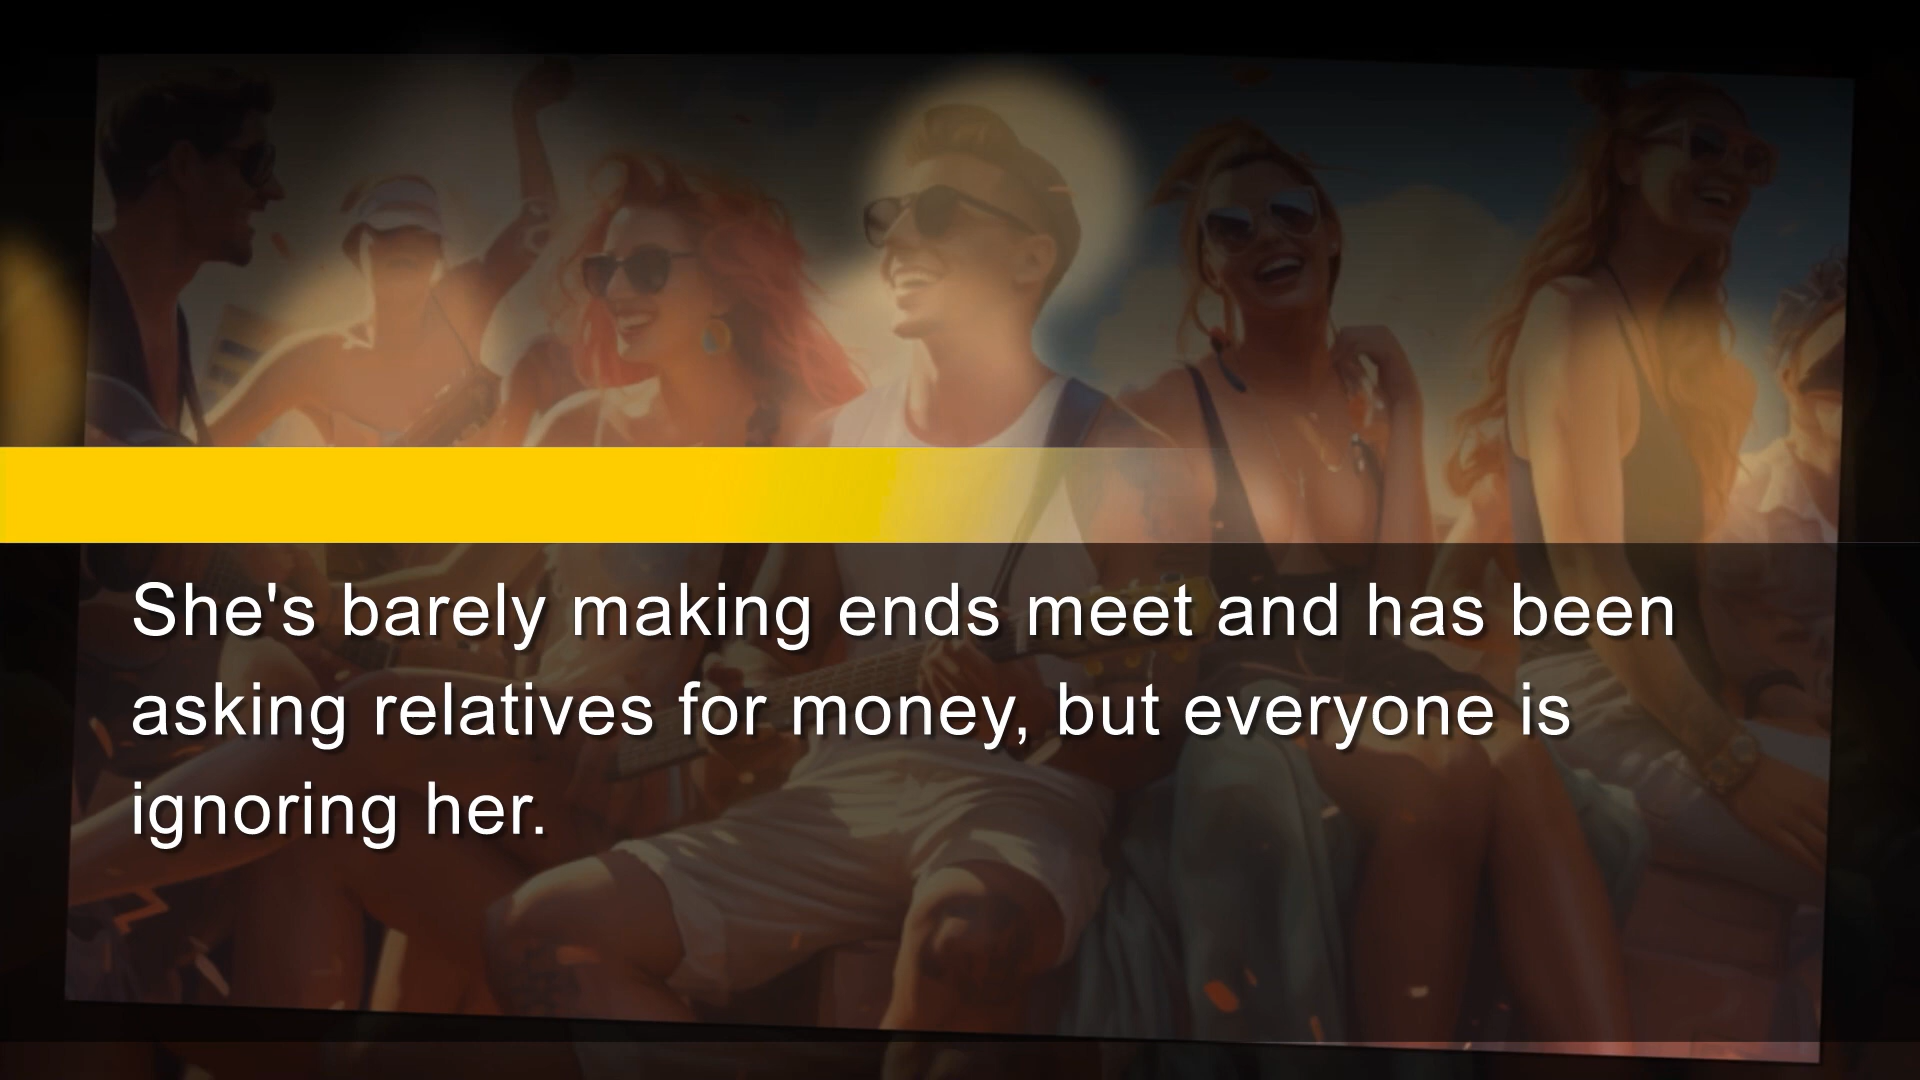 She's barely making ends meet and has been
asking relatives for money, but everyone is
ignoring her.